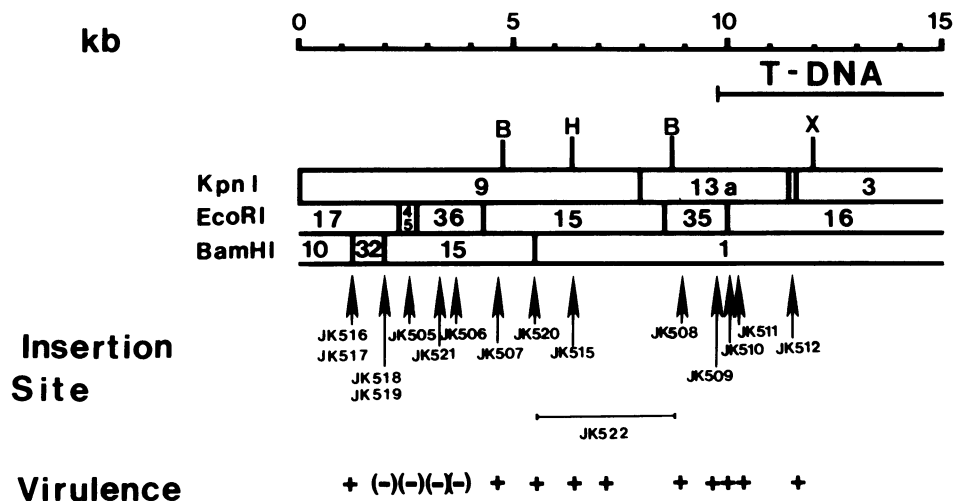 kb
0 5 10 15
T-DNA
B H B X
KpnI 9 13a 3
EcoRI 17 45 36 15 35 16
BamHI 10 32 15 1
Insertion
Site
JK516 JK505 JK506 JK520 JK508 JK511
JK517 JK521 JK507 JK515 JK510 JK512
JK518 JK509
JK519
JK522
Virulence + (-)(-)(-)(-) + + + + + + + + +